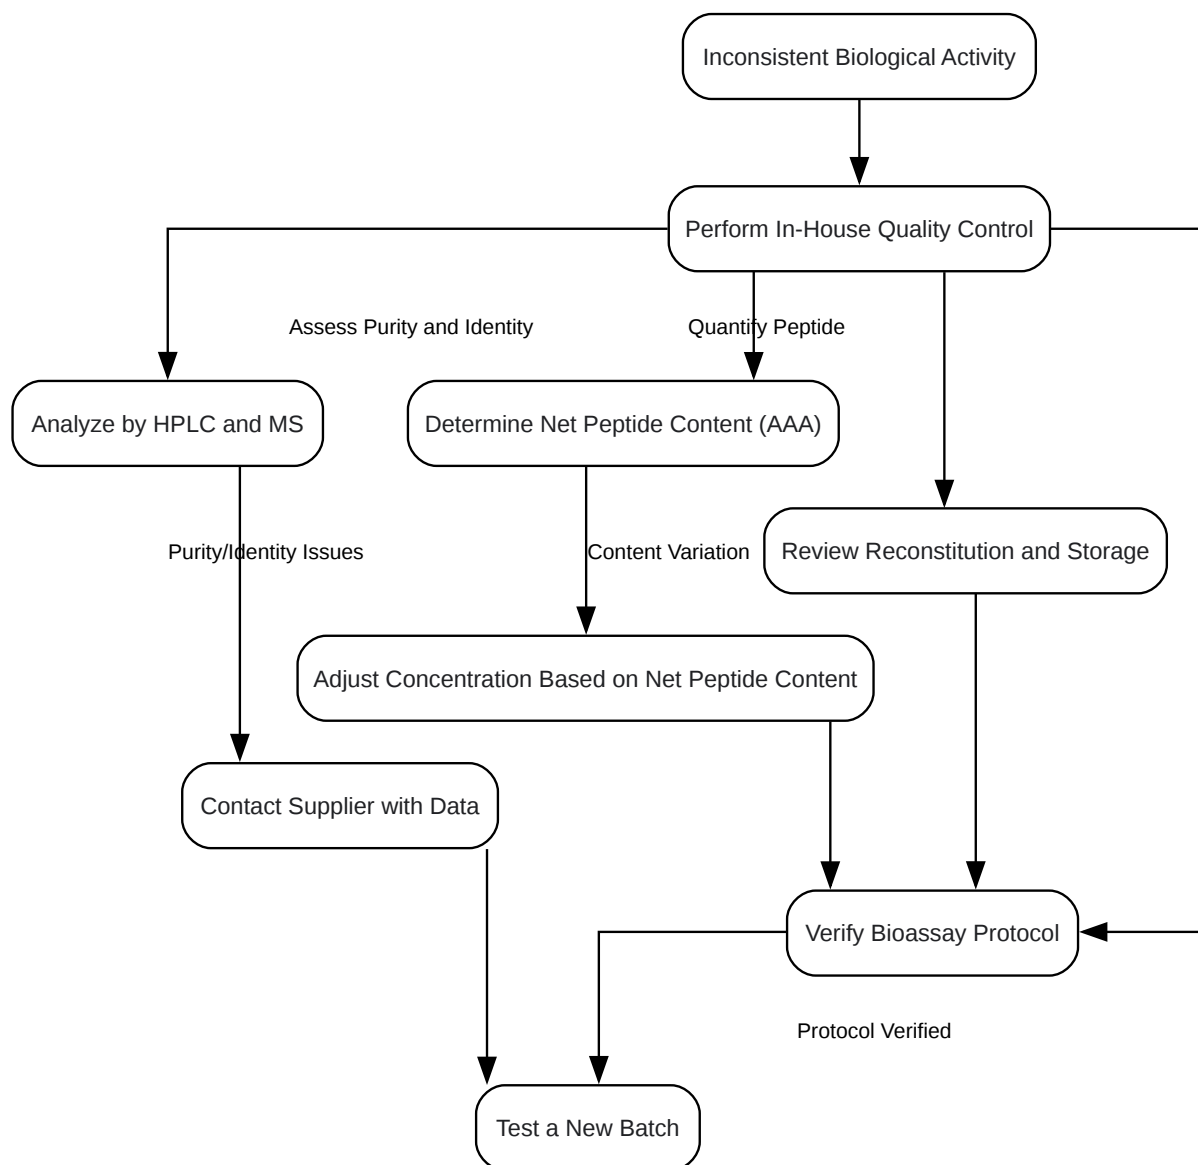 Inconsistent Biological Activity
Perform In-House Quality Control
Assess Purity and Identity
Quantify Peptide
Analyze by HPLC and MS
Determine Net Peptide Content (AAA)
Purity/Identity Issues
Content Variation
Review Reconstitution and Storage
Adjust Concentration Based on Net Peptide Content
Contact Supplier with Data
Verify Bioassay Protocol
Protocol Verified
Test a New Batch